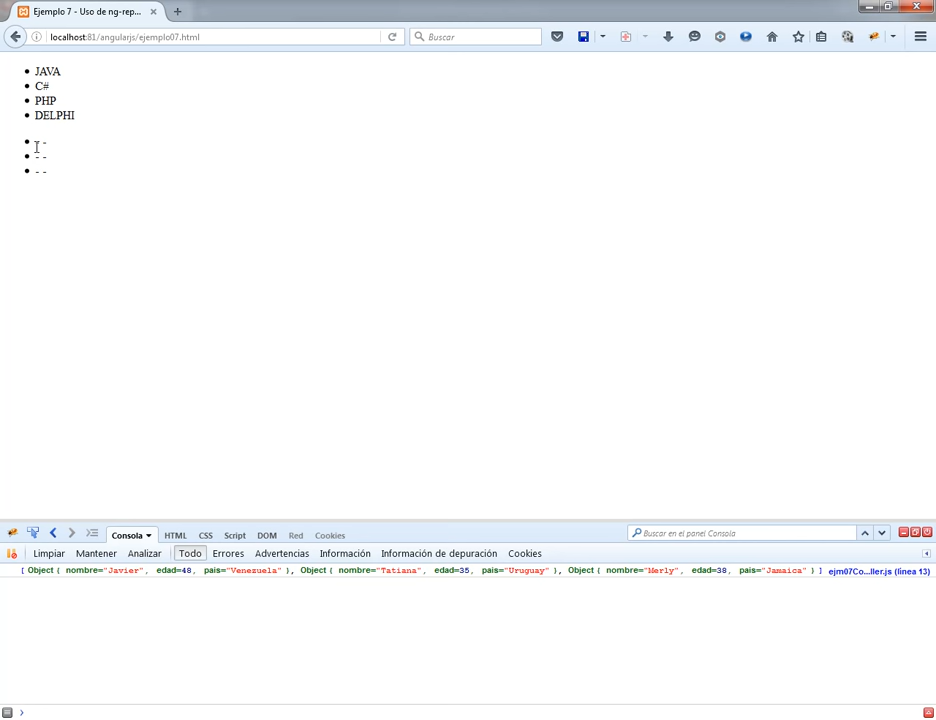 Ejemplo 7 - Uso de ng-rep...
localhost:81/angularjs/ejemplo07.html
Buscar
JAVA
C#
PHP
DELPHI
- -
- -
- -
Consola HTML CSS Script DOM Red Cookies
Buscar en el panel Consola
Limpiar Mantener Analizar Todo Errores Advertencias Información Información de depuración Cookies
[ Object { nombre="Javier", edad=48, pais="Venezuela" }, Object { nombre="Tatiana", edad=35, pais="Uruguay" }, Object { nombre="Merly", edad=38, pais="Jamaica" } ] ejm07Co...ller.js (línea 13)